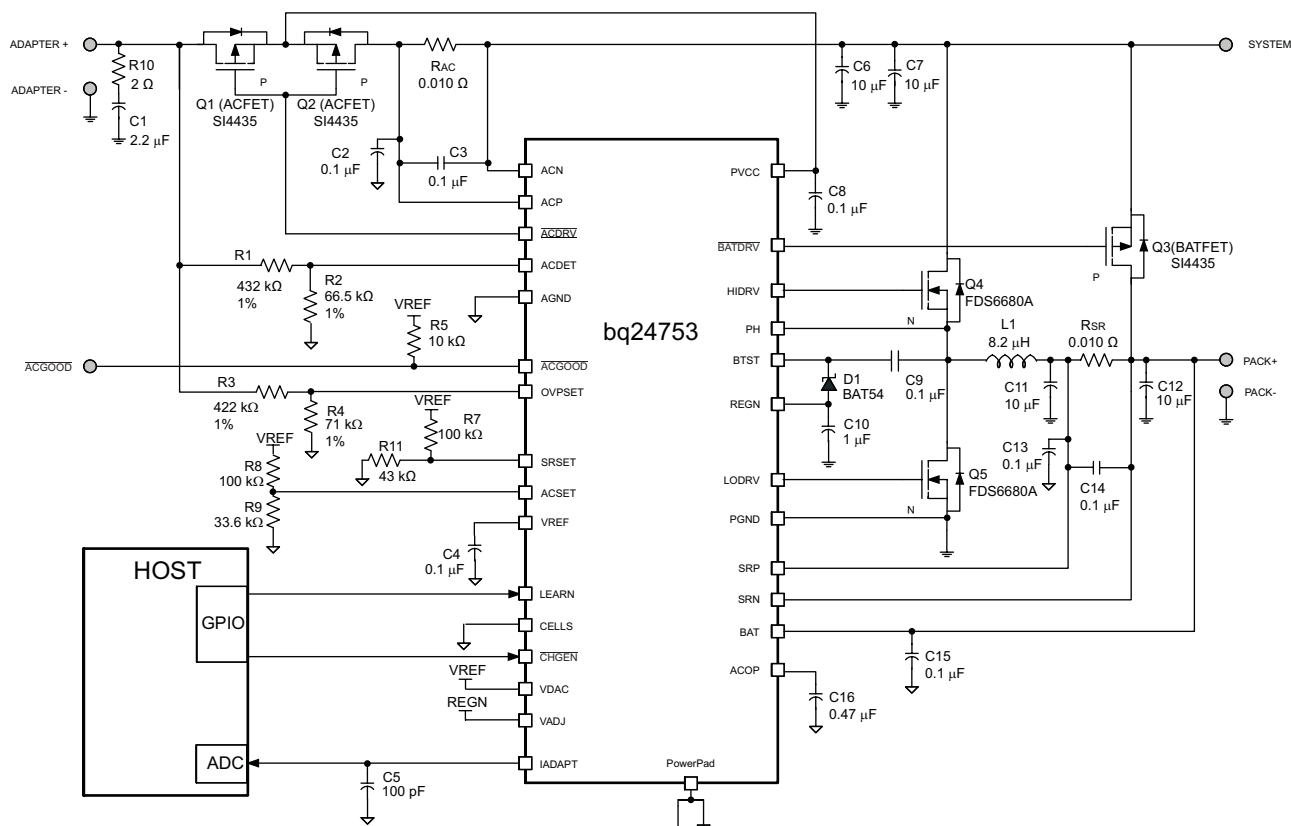 ADAPTER +
ADAPTER -
R10
2 Ω
C1
2.2 μF
P
Q1 (ACFET)
SI4435
P
Q2 (ACFET)
SI4435
RAC
0.010 Ω
C6
10 μF
C7
10 μF
SYSTEM
C2
0.1 μF
C3
0.1 μF
ACN
ACP
ACDRV
ACDET
AGND
ACGOOD
OVPSET
SRSET
ACSET
VREF
LEARN
CELLS
CHGEN
VDAC
VADJ
IADAPT
bq24753
PowerPad
PVCC
BATDRV
HIDRV
PH
BTST
REGN
LODRV
PGND
SRP
SRN
BAT
ACOP
R1
432 kΩ
1%
R2
66.5 kΩ
1%
VREF
R5
10 kΩ
ACGOOD
R3
422 kΩ
1%
R4
71 kΩ
1%
VREF
R7
100 kΩ
R11
43 kΩ
VREF
R8
100 kΩ
R9
33.6 kΩ
C4
0.1 μF
HOST
GPIO
ADC
VREF
REGN
C5
100 pF
C8
0.1 μF
Q3(BATFET)
SI4435
P
Q4
FDS6680A
N
D1
BAT54
C9
0.1 μF
C10
1 μF
L1
8.2 μH
RSR
0.010 Ω
C11
10 μF
C12
10 μF
PACK+
PACK-
C13
0.1 μF
C14
0.1 μF
Q5
FDS6680A
N
C15
0.1 μF
C16
0.47 μF